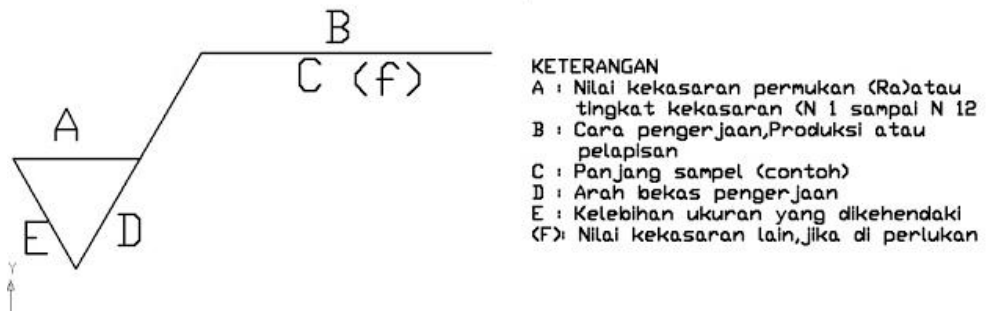 B
C (f)
A
E
D
Y
KETERANGAN
A : Nilai kekasaran permukan (Ra)atau
tingkat kekasaran (N 1 sampai N 12
B : Cara pengerjaan,Produksi atau
pelapisan
C : Panjang sampel (contoh)
D : Arah bekas pengerjaan
E : Kelebihan ukuran yang dikehendaki
(F): Nilai kekasaran lain,jika di perlukan